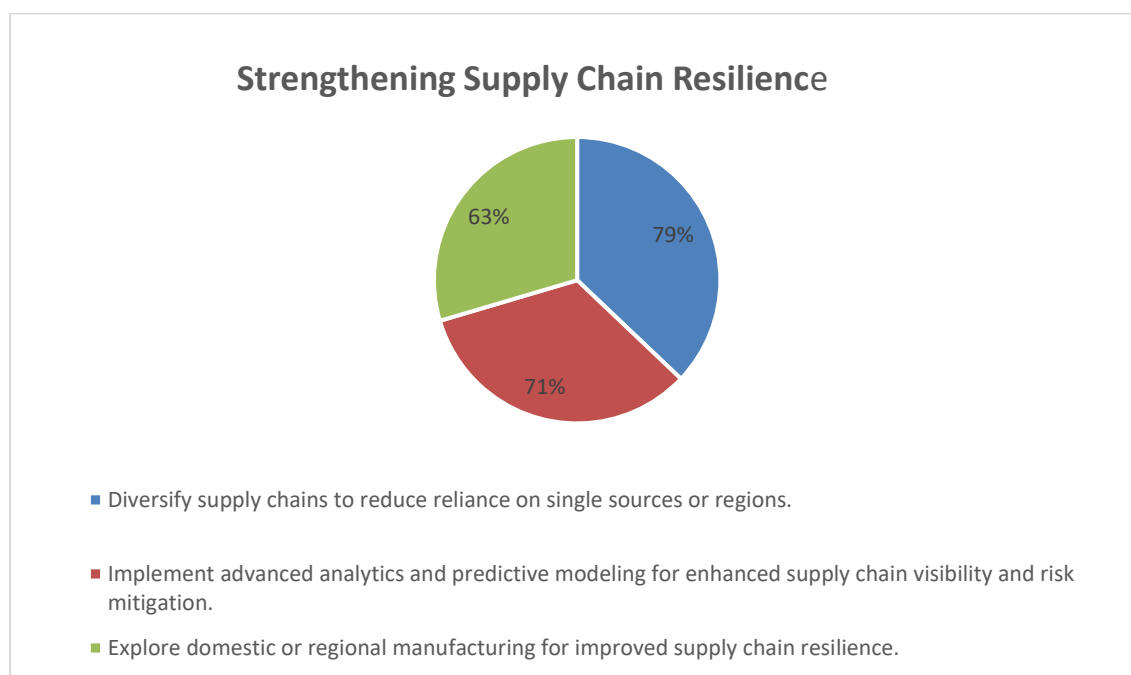 Strengthening Supply Chain Resilience
63%
79%
71%
Diversify supply chains to reduce reliance on single sources or regions.
Implement advanced analytics and predictive modeling for enhanced supply chain visibility and risk
mitigation.
Explore domestic or regional manufacturing for improved supply chain resilience.